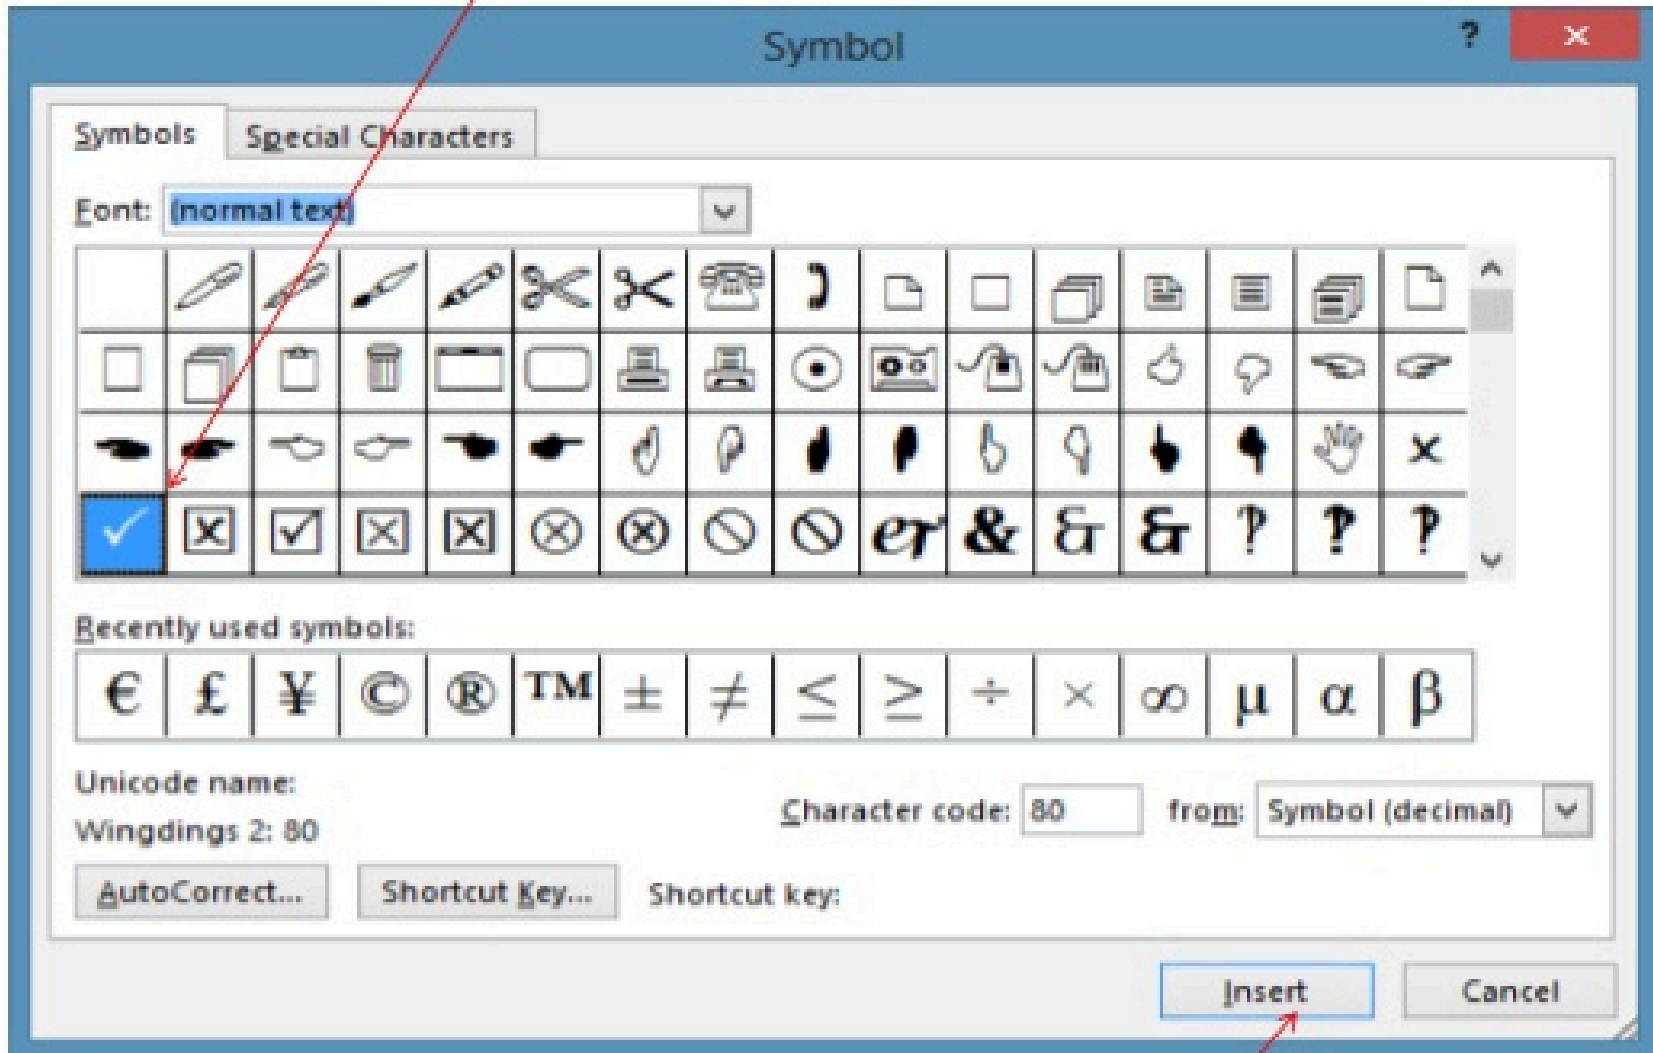 Symbol ?
Symbols Special Characters
Font: (normal text)
& & & ? ? ?
Recently used symbols:
€ £ ¥ © ® ™ ± ≠ ≤ ≥ ÷ × ∞ µ α β
Unicode name:
Wingdings 2: 80
Character code: 80 from: Symbol (decimal)
AutoCorrect... Shortcut Key... Shortcut key:
Insert Cancel